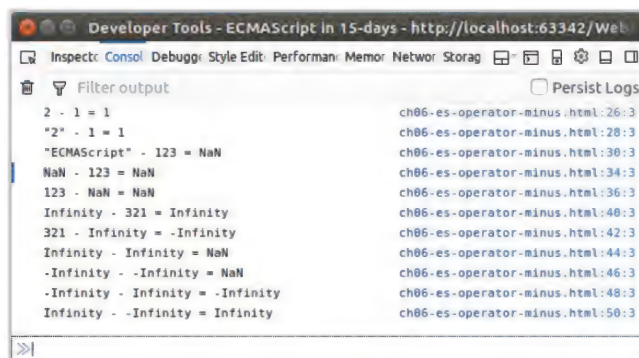 Developer Tools - ECMAScript in 15-days - http://localhost:63342/Web
Inspecto Consol Debugge Style Edit Performan Memor Networ Storag
Filter output Persist Logs
2 - 1 = 1 ch06-es-operator-minus.html:26:3
"2" - 1 = 1 ch06-es-operator-minus.html:28:3
"ECMAScript" - 123 = NaN ch06-es-operator-minus.html:30:3
NaN - 123 = NaN ch06-es-operator-minus.html:34:3
123 - NaN = NaN ch06-es-operator-minus.html:36:3
Infinity - 321 = Infinity ch06-es-operator-minus.html:40:3
321 - Infinity = -Infinity ch06-es-operator-minus.html:42:3
Infinity - Infinity = NaN ch06-es-operator-minus.html:44:3
-Infinity - -Infinity = NaN ch06-es-operator-minus.html:46:3
-Infinity - Infinity = -Infinity ch06-es-operator-minus.html:48:3
Infinity - -Infinity = Infinity ch06-es-operator-minus.html:50:3